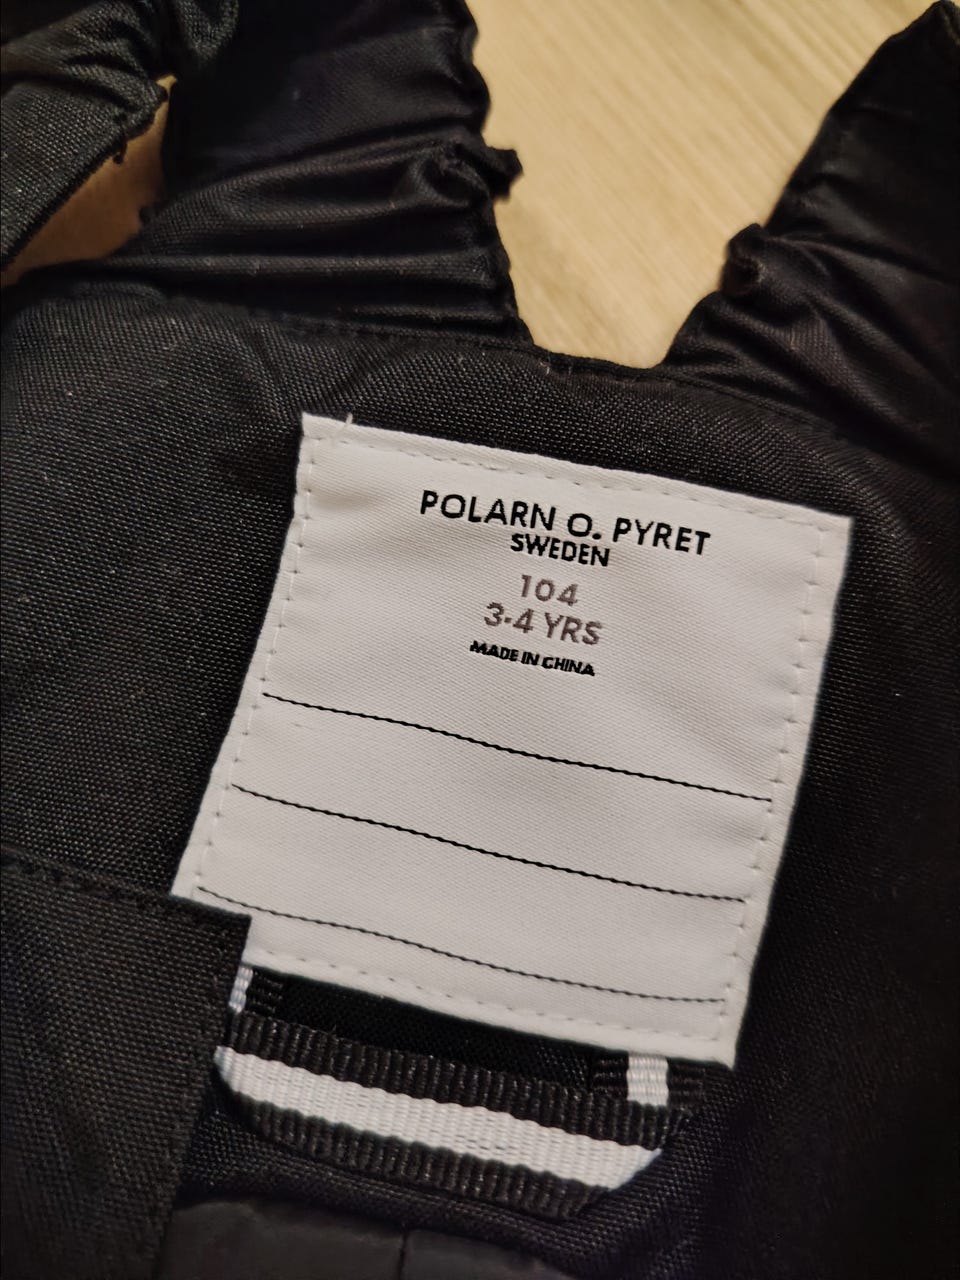 POLARN O. PYRET
SWEDEN
104
3-4 YRS
MADE IN CHINA